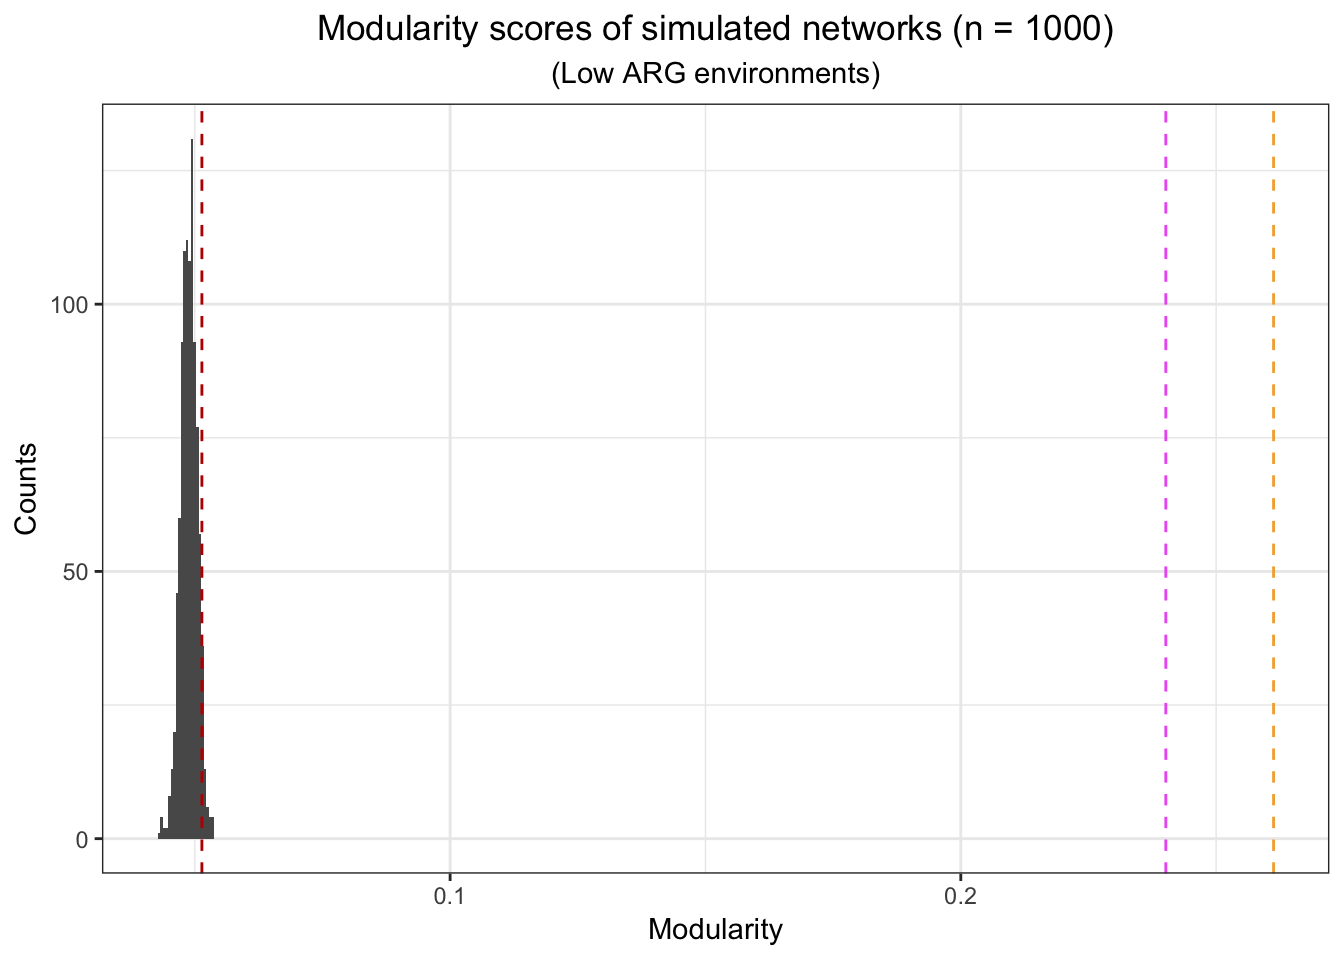 Modularity scores of simulated networks (n = 1000)
(Low ARG environments)
100
50
0
Counts
0.1
0.2
Modularity